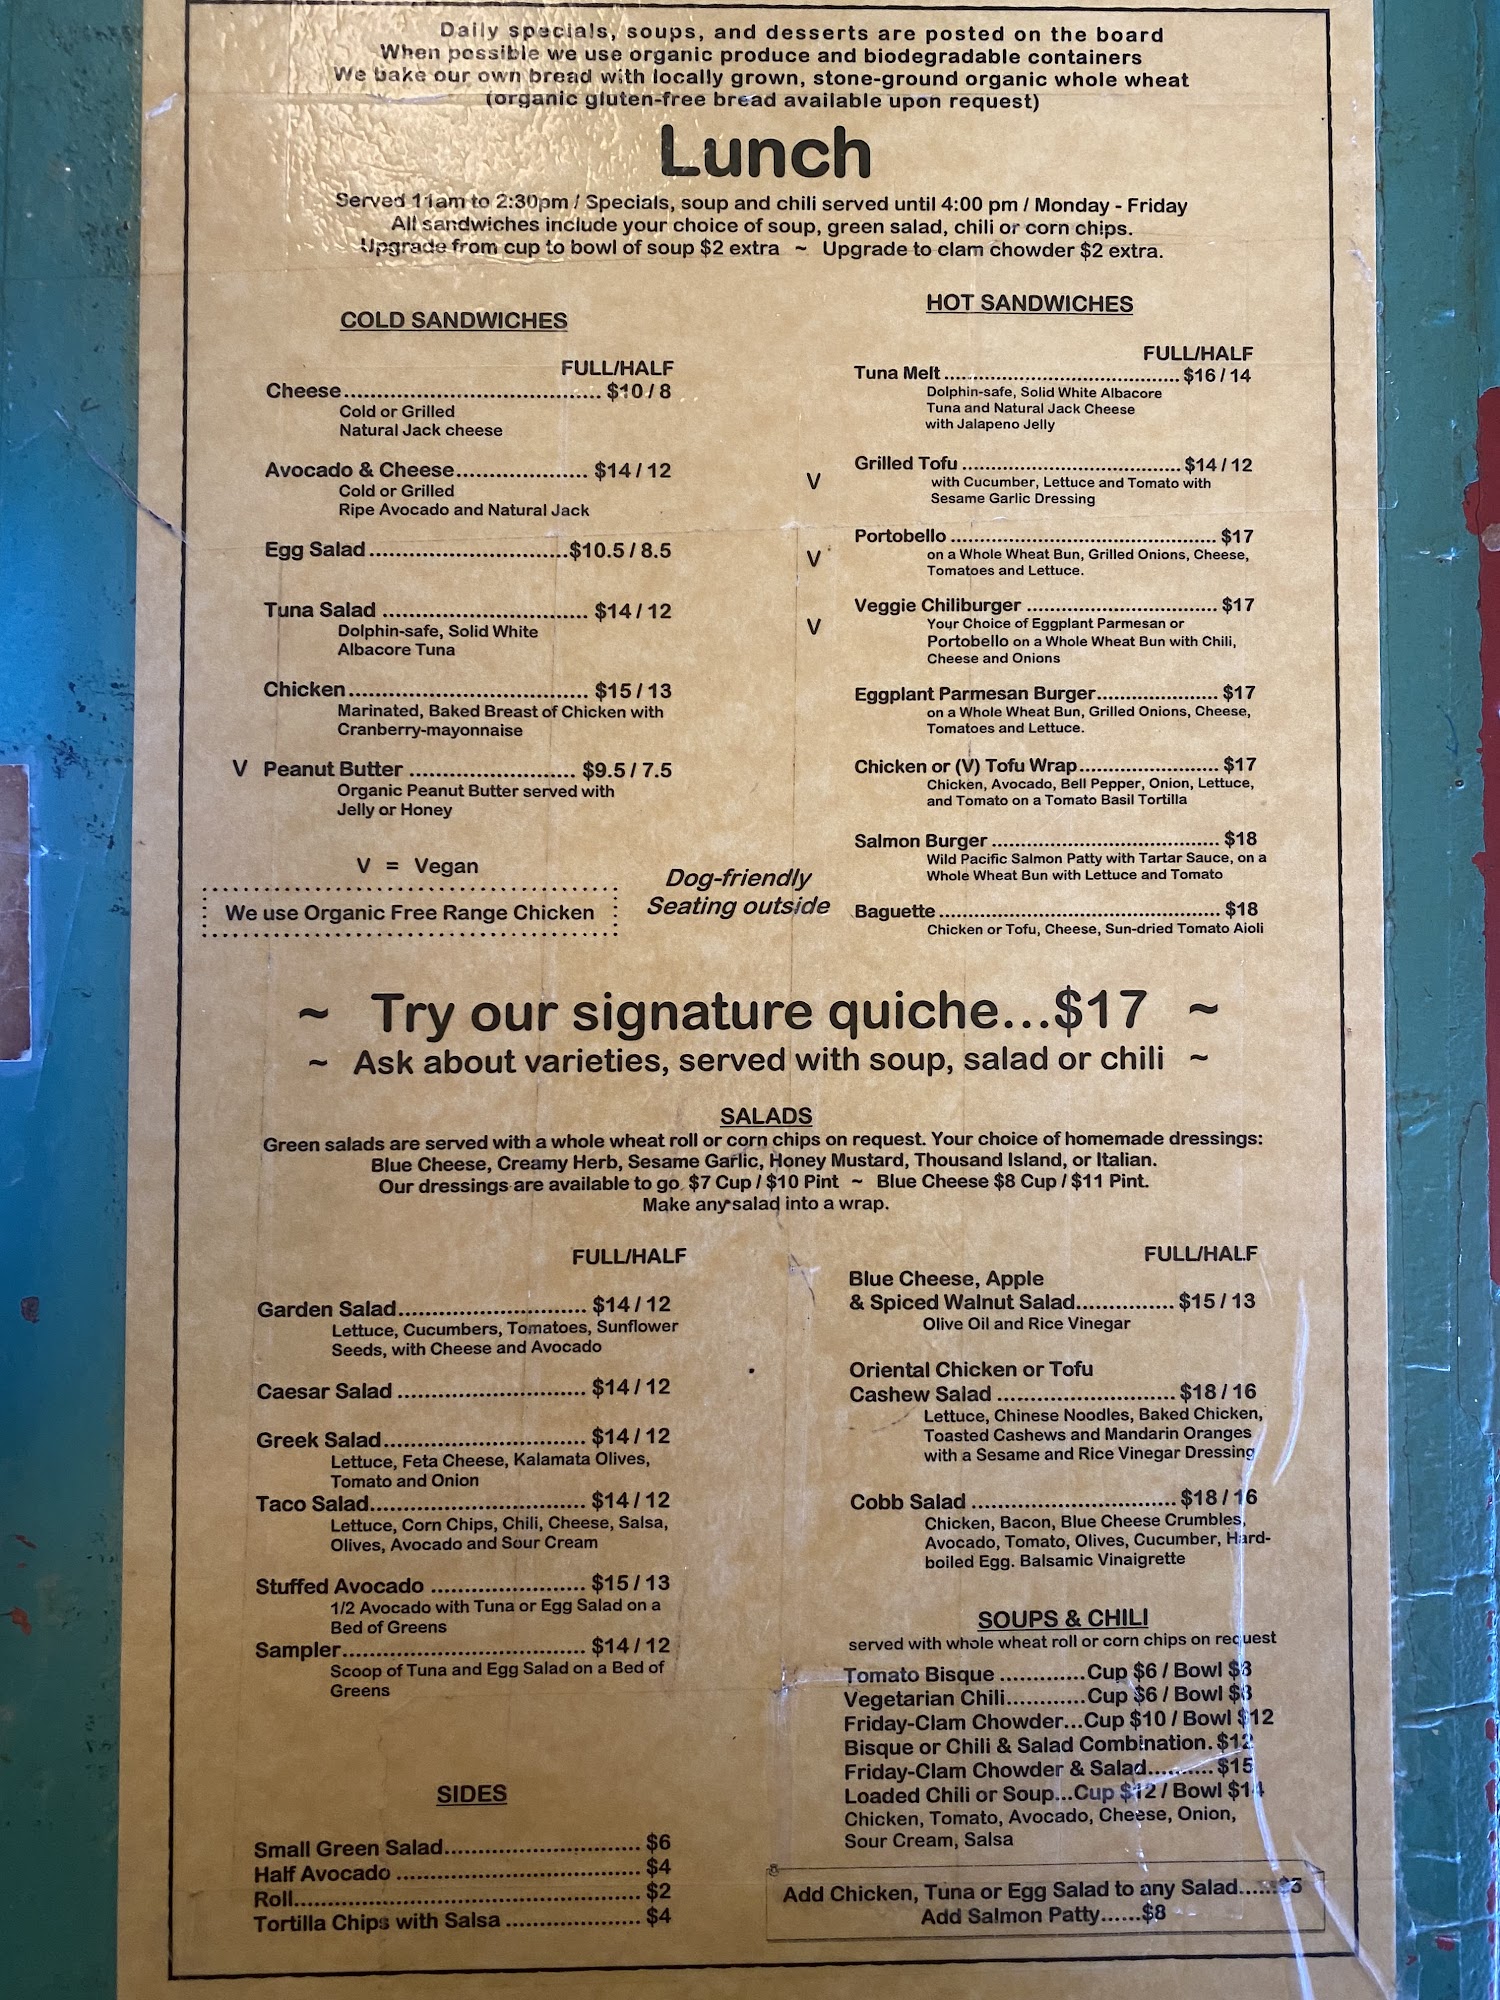 Daily specials, soups, and desserts are posted on the board
When possible we use organic produce and biodegradable containers
We bake our own bread with locally grown, stone-ground organic whole wheat
(organic gluten-free bread available upon request)
Lunch
Served 11am to 2:30pm / Specials, soup and chili served until 4:00 pm / Monday - Friday
All sandwiches include your choice of soup, green salad, chili or corn chips.
Upgrade from cup to bowl of soup $2 extra ~ Upgrade to clam chowder $2 extra.
COLD SANDWICHES
FULL/HALF
Cheese.......................................... $10 / 8
Cold or Grilled
Natural Jack cheese
Avocado & Cheese...................... $14 / 12
Cold or Grilled
Ripe Avocado and Natural Jack
Egg Salad.................................$10.5 / 8.5
Tuna Salad .................................. $14 / 12
Dolphin-safe, Solid White
Albacore Tuna
Chicken........................................ $15 / 13
Marinated, Baked Breast of Chicken with
Cranberry-mayonnaise
V Peanut Butter ............................ $9.5 / 7.5
Organic Peanut Butter served with
Jelly or Honey
V = Vegan
We use Organic Free Range Chicken
Dog-friendly
Seating outside
HOT SANDWICHES
FULL/HALF
Tuna Melt ........................................ $16 / 14
Dolphin-safe, Solid White Albacore
Tuna and Natural Jack Cheese
with Jalapeno Jelly
Grilled Tofu ..................................... $14 / 12
V with Cucumber, Lettuce and Tomato with
Sesame Garlic Dressing
Portobello ............................................. $17
V on a Whole Wheat Bun, Grilled Onions, Cheese,
Tomatoes and Lettuce.
Veggie Chiliburger ................................ $17
V Your Choice of Eggplant Parmesan or
Portobello on a Whole Wheat Bun with Chili,
Cheese and Onions
Eggplant Parmesan Burger..................... $17
on a Whole Wheat Bun, Grilled Onions, Cheese,
Tomatoes and Lettuce.
Chicken or (V) Tofu Wrap........................ $17
Chicken, Avocado, Bell Pepper, Onion, Lettuce,
and Tomato on a Tomato Basil Tortilla
Salmon Burger ....................................... $18
Wild Pacific Salmon Patty with Tartar Sauce, on a
Whole Wheat Bun with Lettuce and Tomato
Baguette ................................................ $18
Chicken or Tofu, Cheese, Sun-dried Tomato Aioli
~ Try our signature quiche...$17 ~
~ Ask about varieties, served with soup, salad or chili ~
SALADS
Green salads are served with a whole wheat roll or corn chips on request. Your choice of homemade dressings:
Blue Cheese, Creamy Herb, Sesame Garlic, Honey Mustard, Thousand Island, or Italian.
Our dressings are available to go $7 Cup / $10 Pint ~ Blue Cheese $8 Cup / $11 Pint.
Make any salad into a wrap.
FULL/HALF
Garden Salad................................ $14 / 12
Lettuce, Cucumbers, Tomatoes, Sunflower
Seeds, with Cheese and Avocado
Caesar Salad ................................ $14 / 12
Greek Salad.................................. $14 / 12
Lettuce, Feta Cheese, Kalamata Olives,
Tomato and Onion
Taco Salad.................................... $14 / 12
Lettuce, Corn Chips, Chili, Cheese, Salsa,
Olives, Avocado and Sour Cream
Stuffed Avocado .......................... $15 / 13
1/2 Avocado with Tuna or Egg Salad on a
Bed of Greens
Sampler......................................... $14 / 12
Scoop of Tuna and Egg Salad on a Bed of
Greens
FULL/HALF
Blue Cheese, Apple
& Spiced Walnut Salad................. $15 / 13
Olive Oil and Rice Vinegar
Oriental Chicken or Tofu
Cashew Salad .............................. $18 / 16
Lettuce, Chinese Noodles, Baked Chicken,
Toasted Cashews and Mandarin Oranges
with a Sesame and Rice Vinegar Dressing
Cobb Salad ................................... $18 / 16
Chicken, Bacon, Blue Cheese Crumbles,
Avocado, Tomato, Olives, Cucumber, Hard-
boiled Egg. Balsamic Vinaigrette
SOUPS & CHILI
served with whole wheat roll or corn chips on request
Tomato Bisque .............Cup $6 / Bowl $8
Vegetarian Chili............Cup $6 / Bowl $8
Friday-Clam Chowder...Cup $10 / Bowl $12
Bisque or Chili & Salad Combination. $12
Friday-Clam Chowder & Salad.......... $15
Loaded Chili or Soup...Cup $12 / Bowl $14
Chicken, Tomato, Avocado, Cheese, Onion,
Sour Cream, Salsa
SIDES
Small Green Salad................................. $6
Half Avocado ......................................... $4
Roll.......................................................... $2
Tortilla Chips with Salsa ....................... $4
Add Chicken, Tuna or Egg Salad to any Salad......$3
Add Salmon Patty......$8